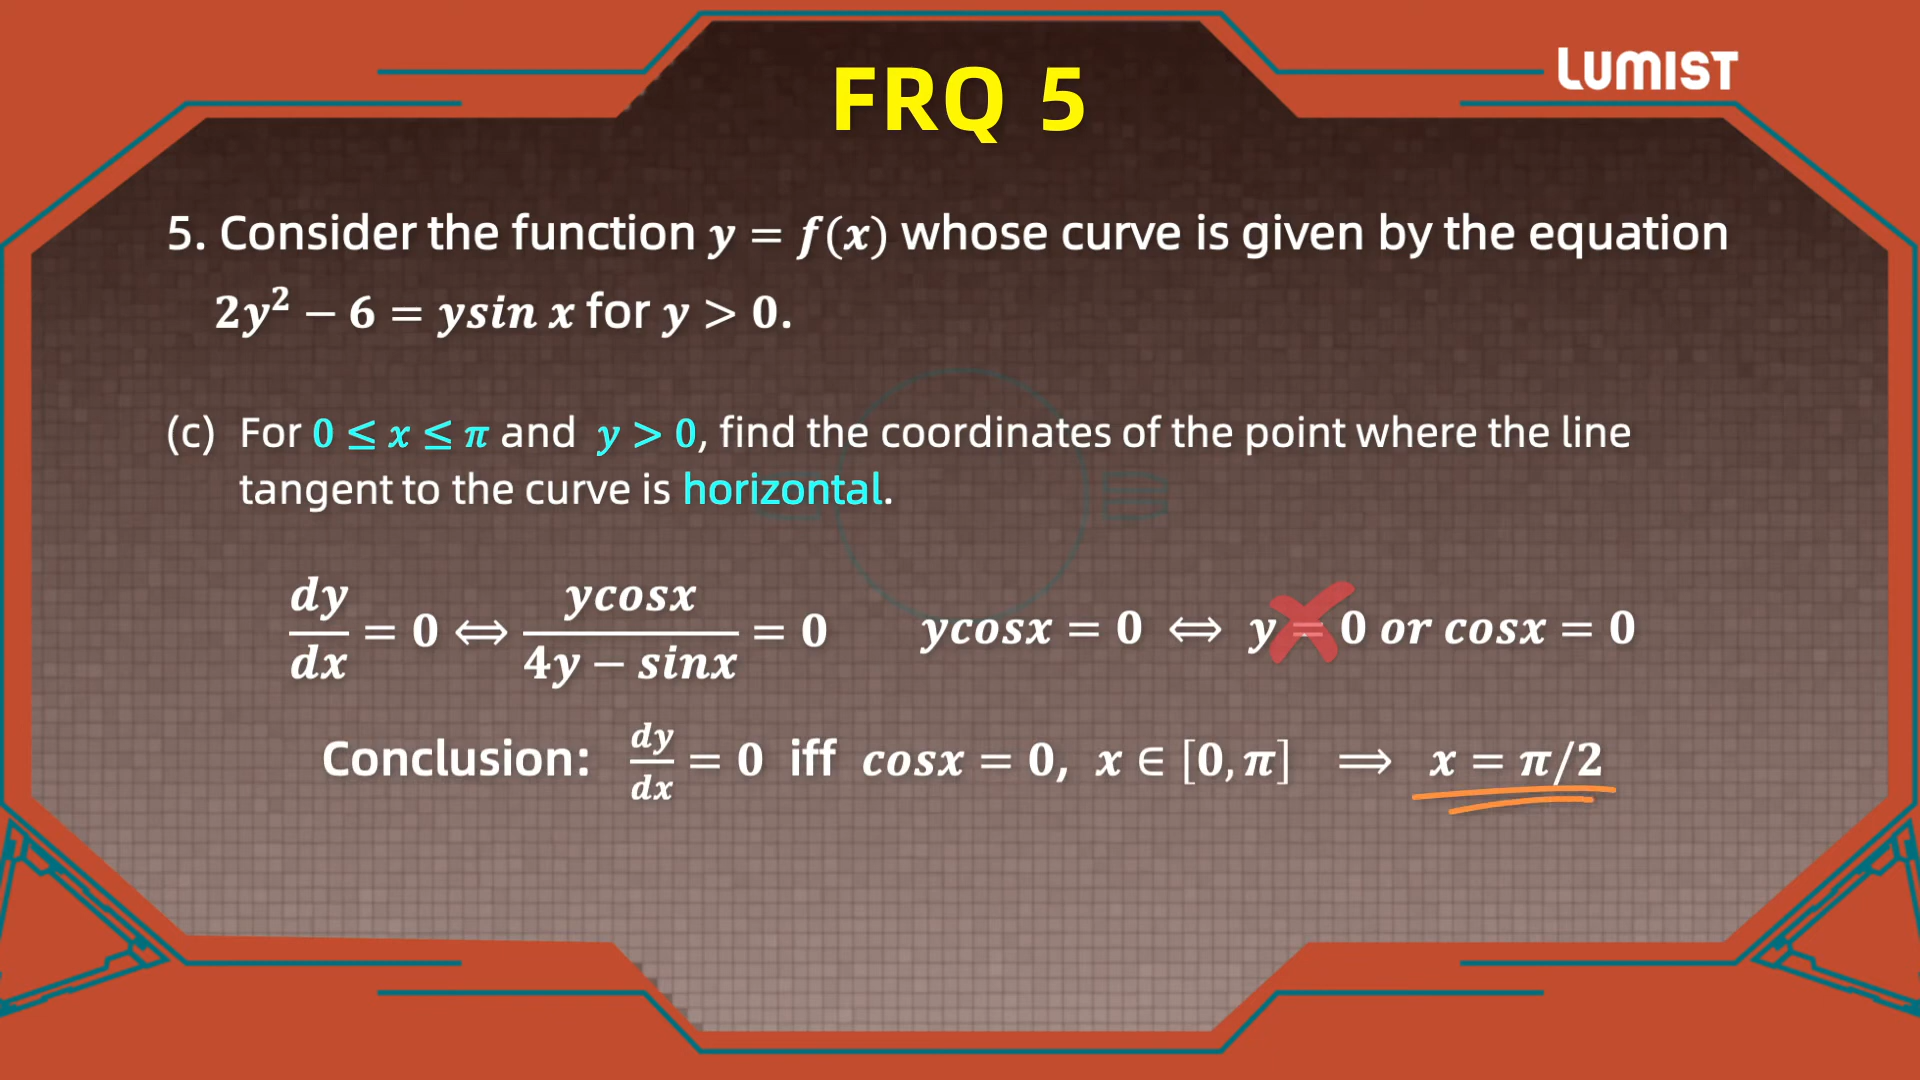 LUMIST
FRQ 5
5. Consider the function y = f(x) whose curve is given by the equation
2y² − 6 = ysin x for y > 0.
(c) For 0 ≤ x ≤ π and y > 0, find the coordinates of the point where the line
tangent to the curve is horizontal.
dy/dx = 0 ⟺ ycosx/(4y − sinx) = 0 ycosx = 0 ⟺ y = 0 or cosx = 0
Conclusion: dy/dx = 0 iff cosx = 0, x ∈ [0, π] ⟹ x = π/2